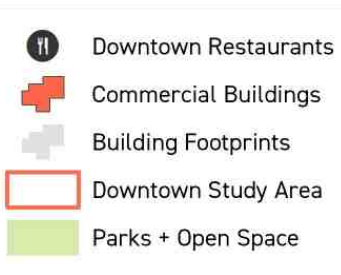 Downtown Restaurants
Commercial Buildings
Building Footprints
Downtown Study Area
Parks + Open Space